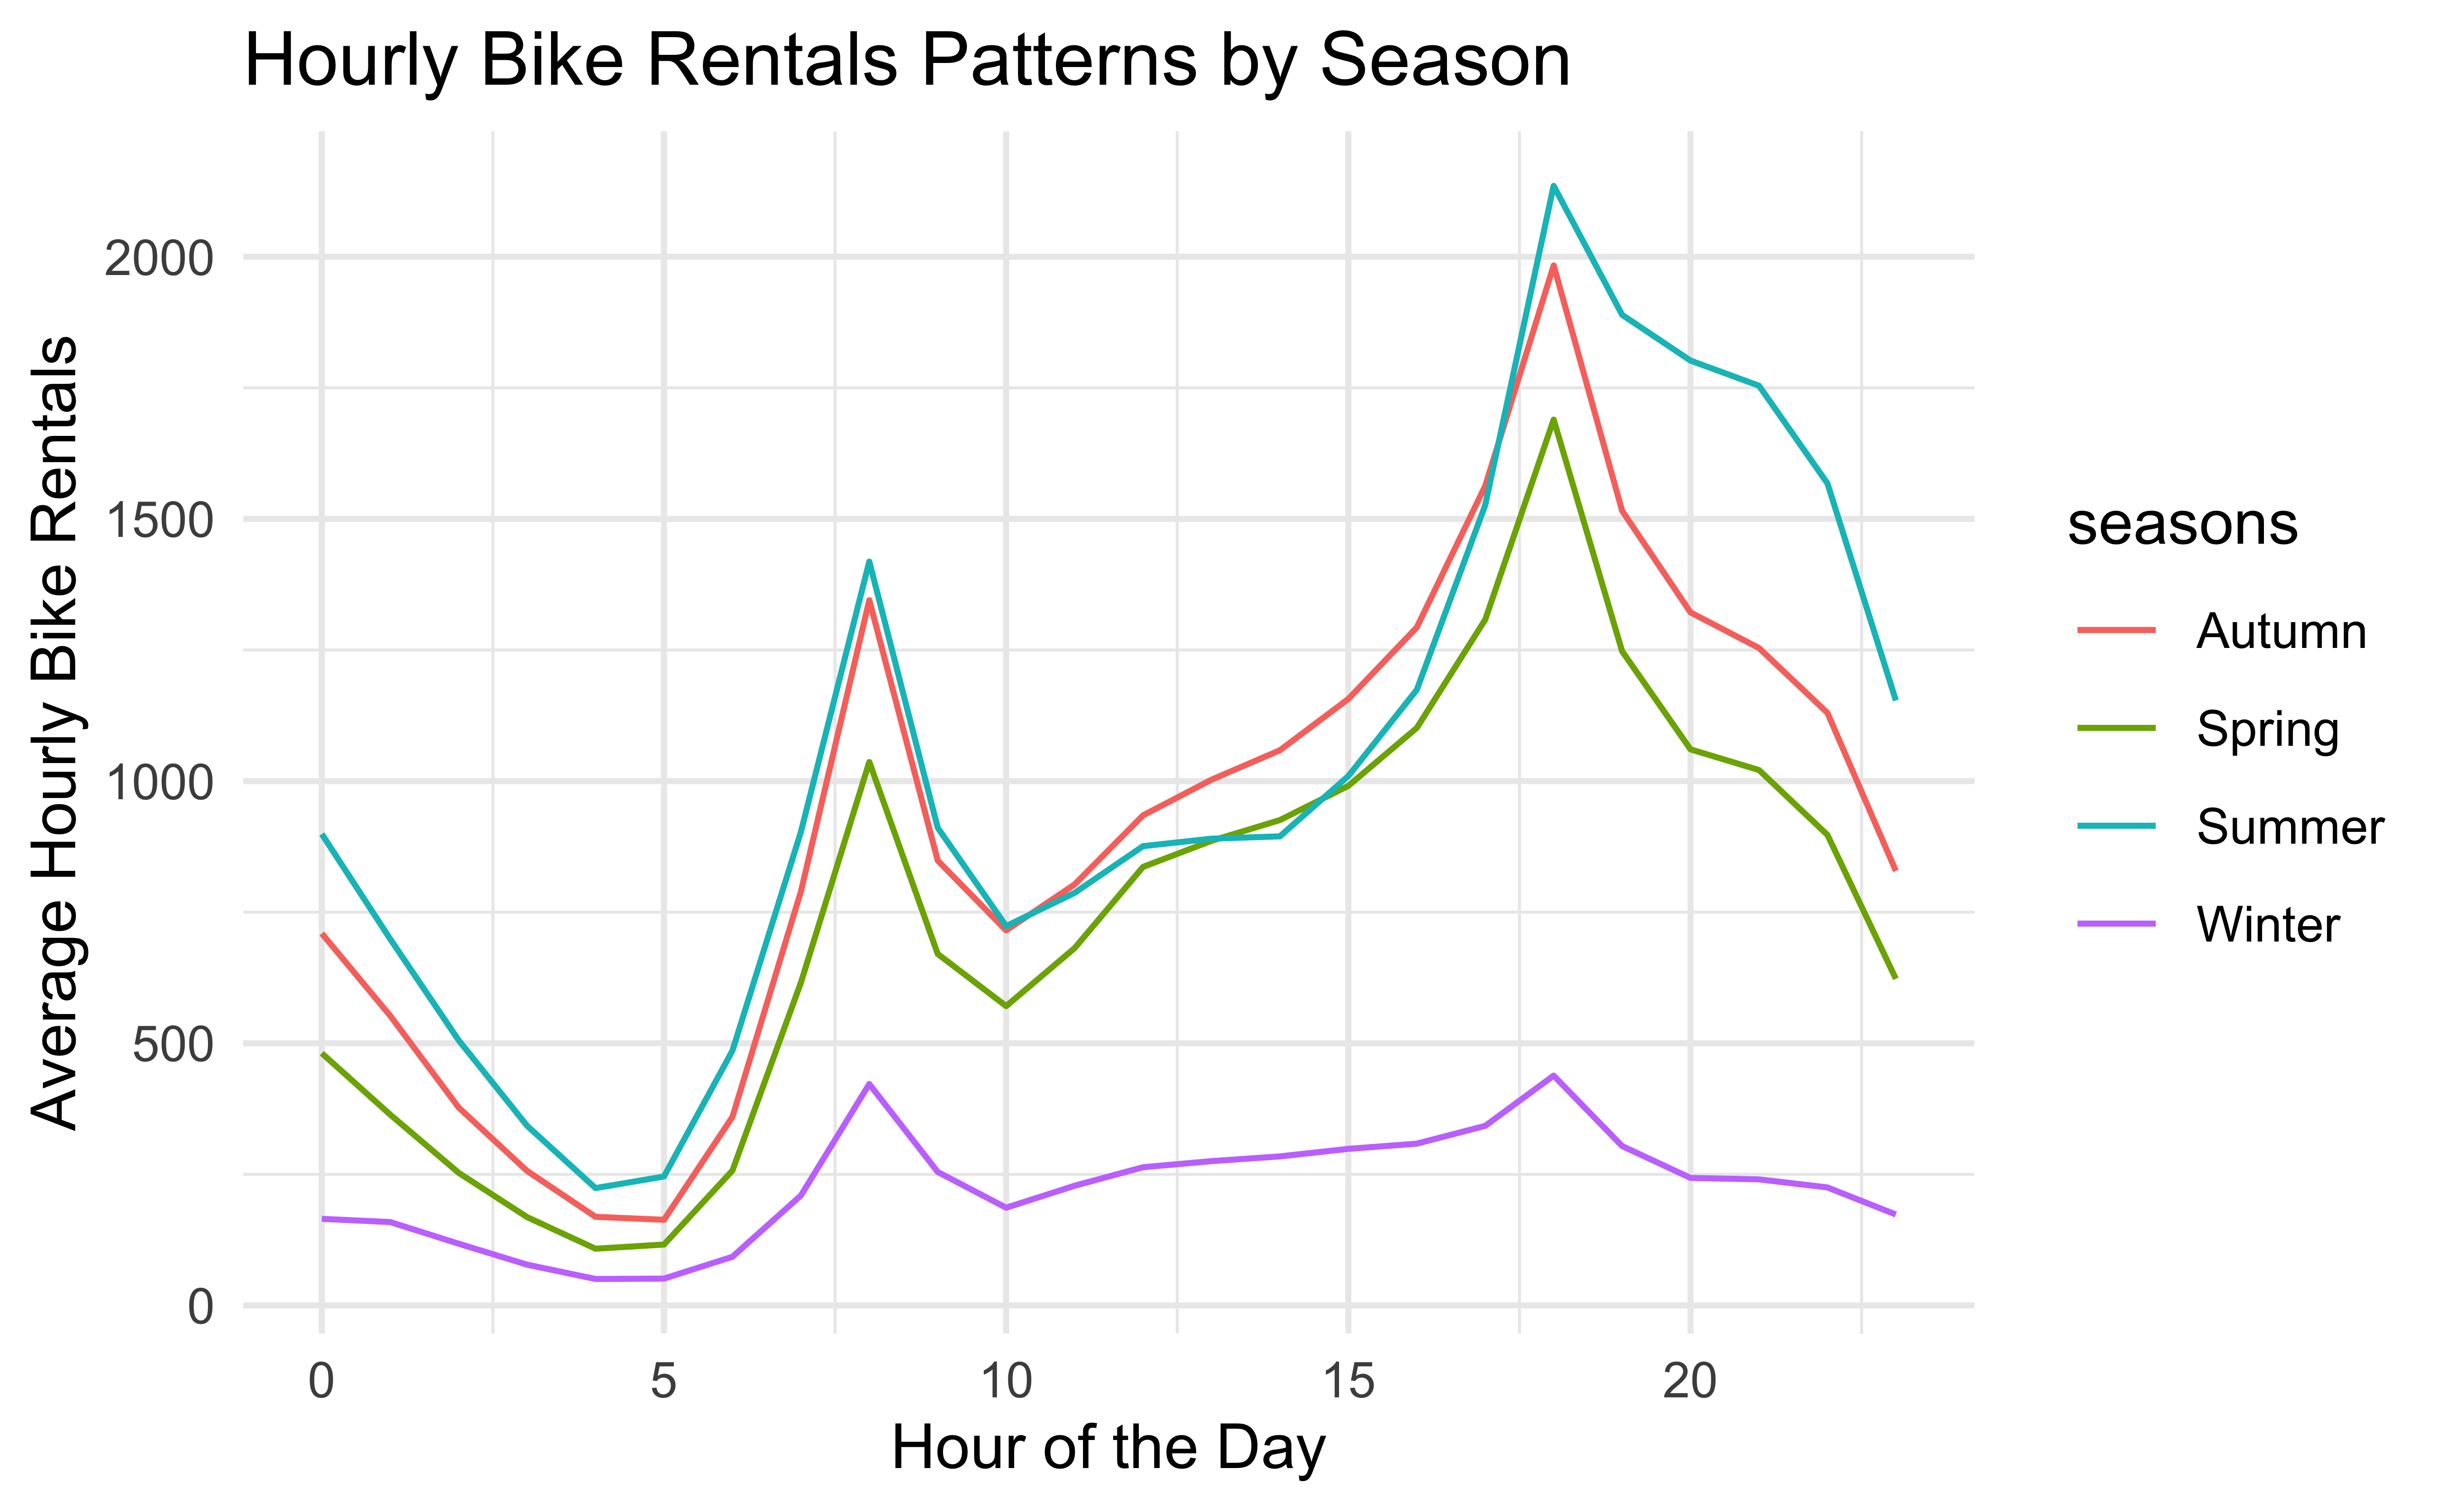 Hourly Bike Rentals Patterns by Season
Average Hourly Bike Rentals
2000
1500
1000
500
0
0 5 10 15 20
Hour of the Day
seasons
Autumn
Spring
Summer
Winter